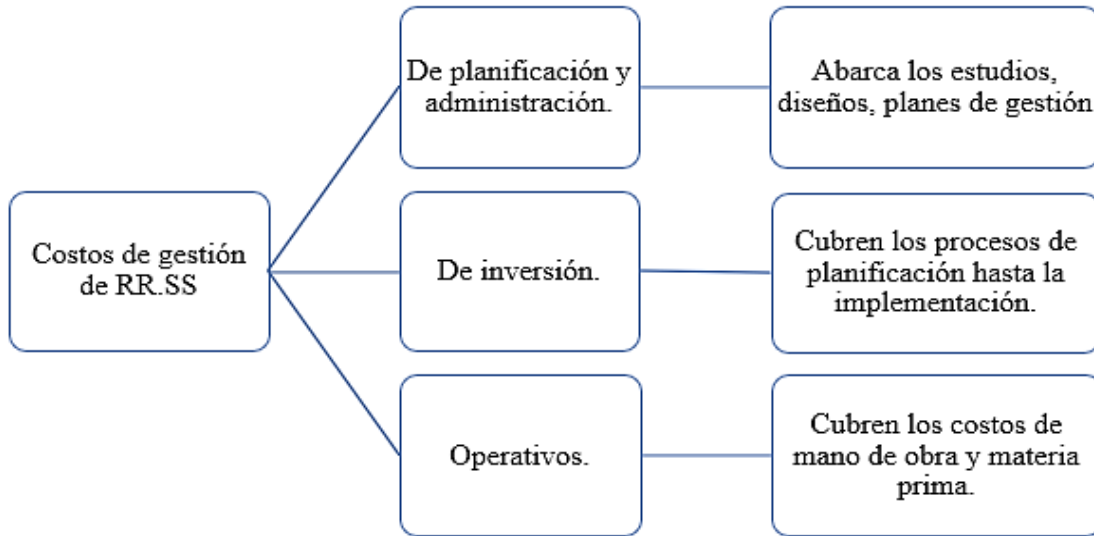 De planificación y
administración.
Abarca los estudios,
diseños, planes de gestión
Costos de gestión
de RR.SS
De inversión.
Cubren los procesos de
planificación hasta la
implementación.
Operativos.
Cubren los costos de
mano de obra y materia
prima.